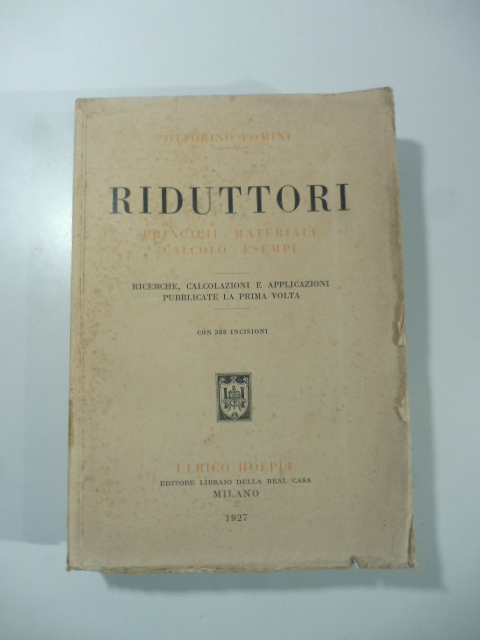 OTTORINO POMINI
RIDUTTORI
PRINCIPII - MATERIALI
CALCOLO - ESEMPI
RICERCHE, CALCOLAZIONI E APPLICAZIONI
PUBBLICATE LA PRIMA VOLTA
CON 383 INCISIONI
ULRICO HOEPLI
EDITORE LIBRAIO DELLA REAL CASA
MILANO
1927